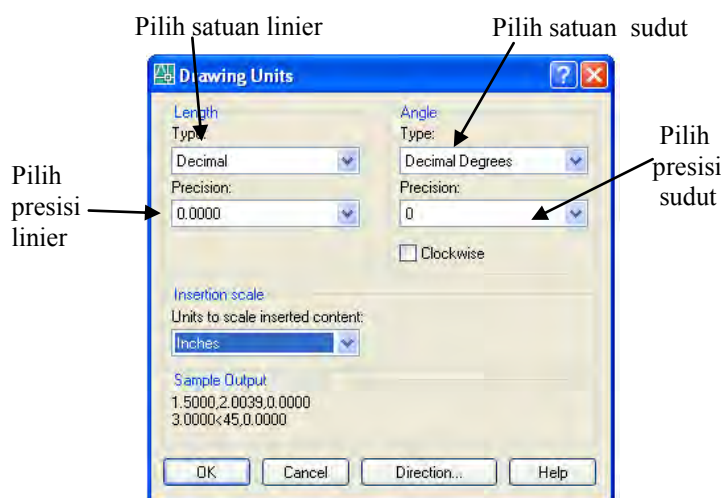 Pilih satuan linier
Pilih satuan sudut
Drawing Units
Length
Type:
Decimal
Precision:
0.0000
Angle
Type:
Decimal Degrees
Precision:
0
Clockwise
Pilih
presisi
linier
Pilih
presisi
sudut
Insertion scale
Units to scale inserted content:
Inches
Sample Output
1.5000,2.0039,0.0000
3.0000<45,0.0000
OK
Cancel
Direction...
Help